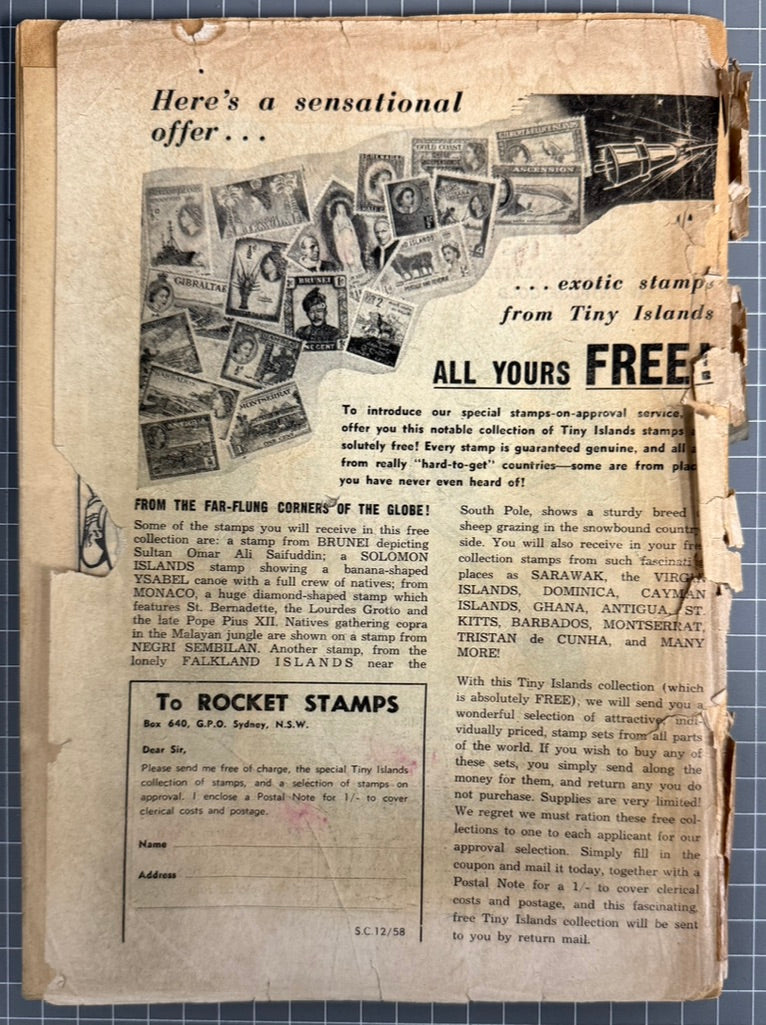 Here's a sensational
offer...
GILBERT & ELLICE ISLANDS
GOLD COAST
ASCENSION
GIBRALTAR
BRUNEI
NE CENT
MONTSERRAT
ONE CENT
...exotic stamps
from Tiny Islands
ALL YOURS FREE!
To introduce our special stamps-on-approval service,
offer you this notable collection of Tiny Islands stamps
solutely free! Every stamp is guaranteed genuine, and all
from really "hard-to-get" countries—some are from plac
you have never even heard of!
FROM THE FAR-FLUNG CORNERS OF THE GLOBE!
Some of the stamps you will receive in this free
collection are: a stamp from BRUNEI depicting
Sultan Omar Ali Saifuddin; a SOLOMON
ISLANDS stamp showing a banana-shaped
YSABEL canoe with a full crew of natives; from
MONACO, a huge diamond-shaped stamp which
features St. Bernadette, the Lourdes Grotto and
the late Pope Pius XII. Natives gathering copra
in the Malayan jungle are shown on a stamp from
NEGRI SEMBILAN. Another stamp, from the
lonely FALKLAND ISLANDS near the
South Pole, shows a sturdy breed
sheep grazing in the snowbound country
side. You will also receive in your free
collection stamps from such fascinati
places as SARAWAK, the VIRGIN
ISLANDS, DOMINICA, CAYMAN
ISLANDS, GHANA, ANTIGUA, ST.
KITTS, BARBADOS, MONTSERRAT,
TRISTAN de CUNHA, and MANY
MORE!
With this Tiny Islands collection (which
is absolutely FREE), we will send you a
wonderful selection of attractive, indi-
vidually priced, stamp sets from all parts
of the world. If you wish to buy any of
these sets, you simply send along the
money for them, and return any you do
not purchase. Supplies are very limited!
We regret we must ration these free col-
lections to one to each applicant for our
approval selection. Simply fill in the
coupon and mail it today, together with a
Postal Note for a 1/- to cover clerical
costs and postage, and this fascinating,
free Tiny Islands collection will be sent
to you by return mail.
To ROCKET STAMPS
Box 640, G.P.O. Sydney, N.S.W.
Dear Sir,
Please send me free of charge, the special Tiny Islands
collection of stamps, and a selection of stamps on
approval. I enclose a Postal Note for 1/- to cover
clerical costs and postage.
Name
Address
S.C. 12/58